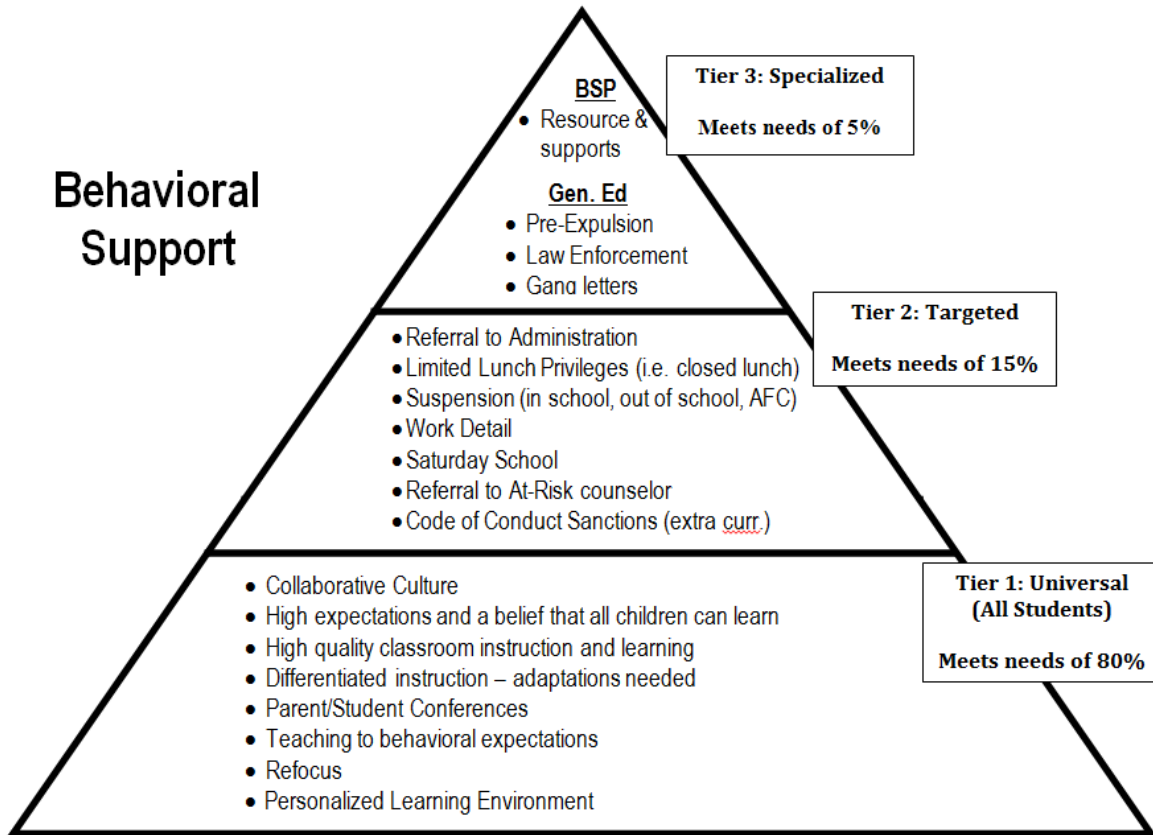 Behavioral
Support
BSP
• Resource &
supports
Gen. Ed
• Pre-Expulsion
• Law Enforcement
• Gang letters
Tier 3: Specialized
Meets needs of 5%
• Referral to Administration
• Limited Lunch Privileges (i.e. closed lunch)
• Suspension (in school, out of school, AFC)
• Work Detail
• Saturday School
• Referral to At-Risk counselor
• Code of Conduct Sanctions (extra curr.)
Tier 2: Targeted
Meets needs of 15%
• Collaborative Culture
• High expectations and a belief that all children can learn
• High quality classroom instruction and learning
• Differentiated instruction – adaptations needed
• Parent/Student Conferences
• Teaching to behavioral expectations
• Refocus
• Personalized Learning Environment
Tier 1: Universal
(All Students)
Meets needs of 80%